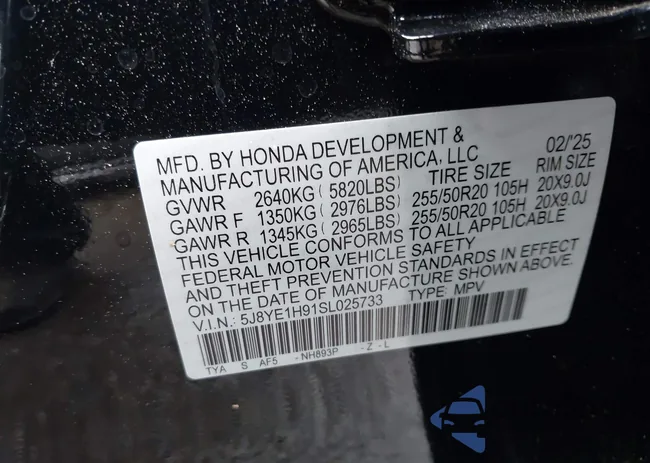 MFD. BY HONDA DEVELOPMENT & 02/'25
MANUFACTURING OF AMERICA, LLC
TIRE SIZE RIM SIZE
GVWR 2640KG ( 5820LBS)
GAWR F 1350KG ( 2976LBS) 255/50R20 105H 20X9.0J
GAWR R 1345KG ( 2965LBS) 255/50R20 105H 20X9.0J
THIS VEHICLE CONFORMS TO ALL APPLICABLE
FEDERAL MOTOR VEHICLE SAFETY
AND THEFT PREVENTION STANDARDS IN EFFECT
ON THE DATE OF MANUFACTURE SHOWN ABOVE.
V.I.N.: 5J8YE1H91SL025733 TYPE: MPV
TYA S AF5 -NH893P -Z -L